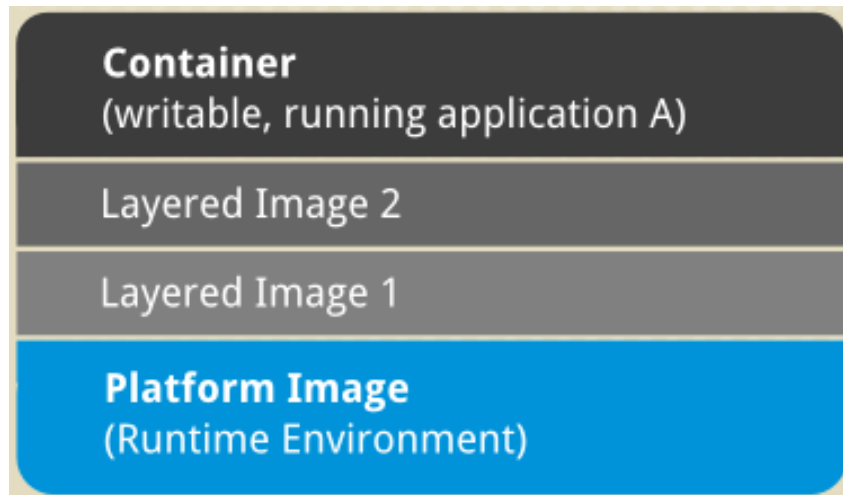 Container
(writable, running application A)
Layered Image 2
Layered Image 1
Platform Image
(Runtime Environment)